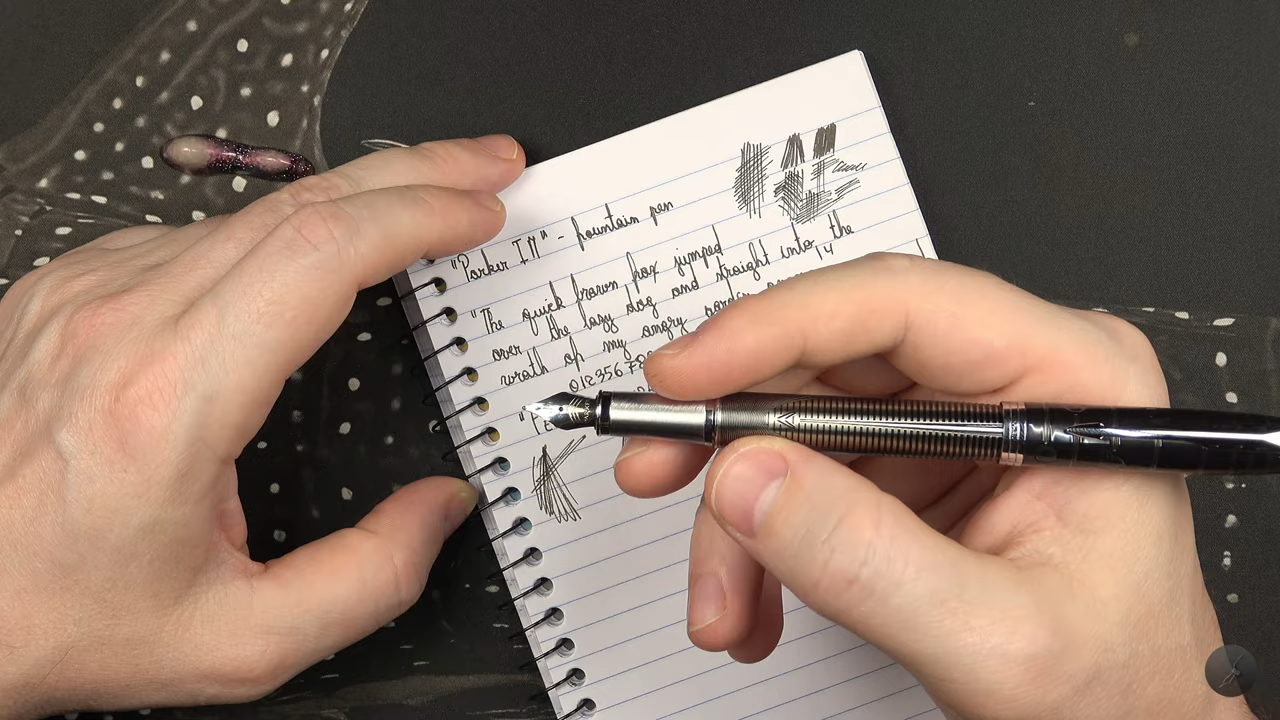 "Parker IM" - fountain pen
"The quick brown fox jumped
over the lazy dog and straight into the
wrath of my angry
0123567
"